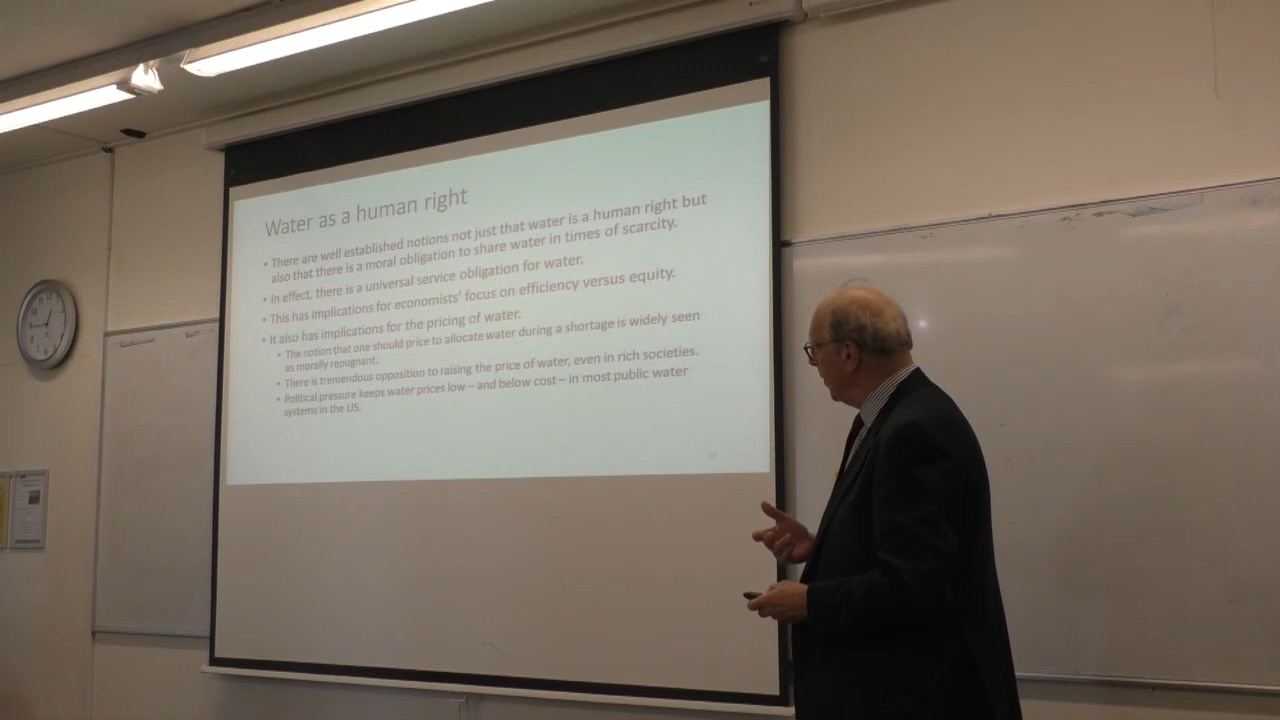 Water as a human right
• There are well established notions not just that water is a human right but
also that there is a moral obligation to share water in times of scarcity.
• In effect, there is a universal service obligation for water.
• This has implications for economists' focus on efficiency versus equity.
• It also has implications for the pricing of water.
• The notion that one should price to allocate water during a shortage is widely seen
as morally repugnant.
• There is tremendous opposition to raising the price of water, even in rich societies.
• Political pressure keeps water prices low – and below cost – in most public water
systems in the US.